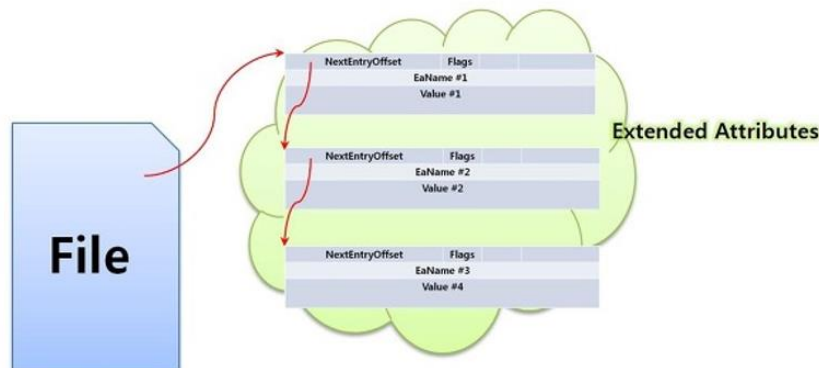 NextEntryOffset Flags
EaName #1
Value #1
Extended Attributes
NextEntryOffset Flags
EaName #2
Value #2
File
NextEntryOffset Flags
EaName #3
Value #4